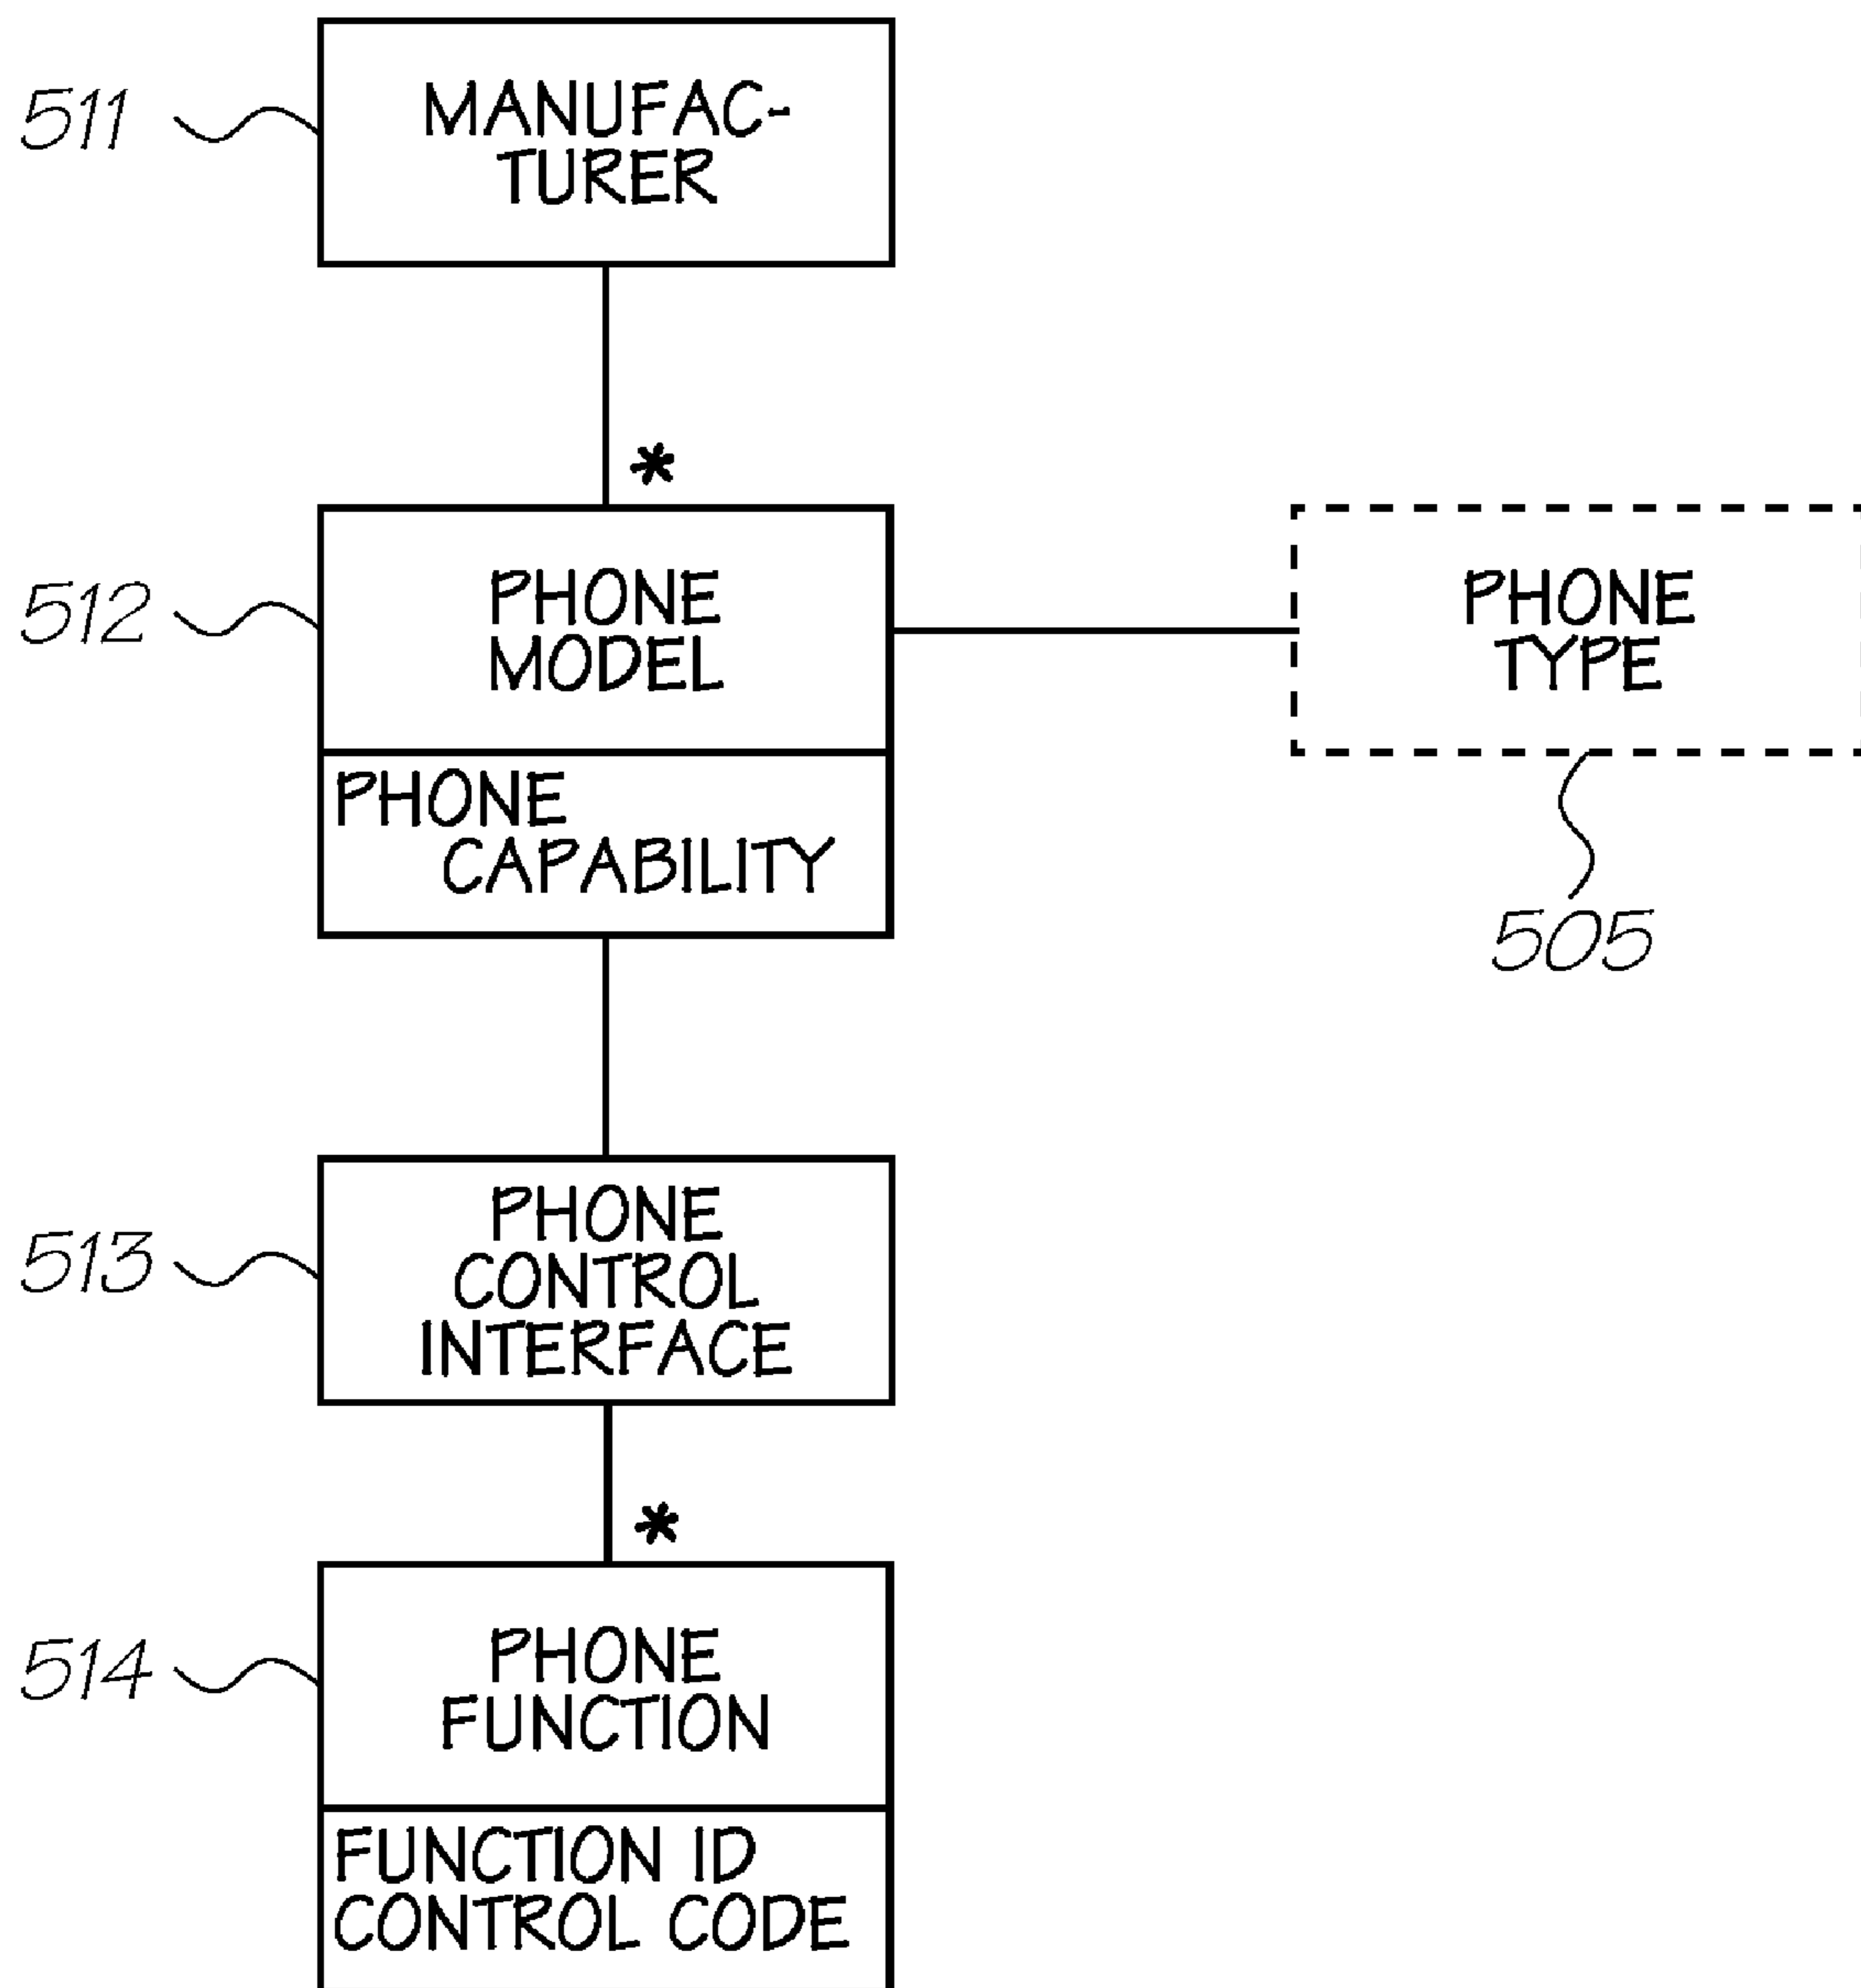 511
MANUFAC-
TURER
*
512
PHONE
MODEL
PHONE
CAPABILITY
PHONE
TYPE
505
513
PHONE
CONTROL
INTERFACE
*
514
PHONE
FUNCTION
FUNCTION ID
CONTROL CODE